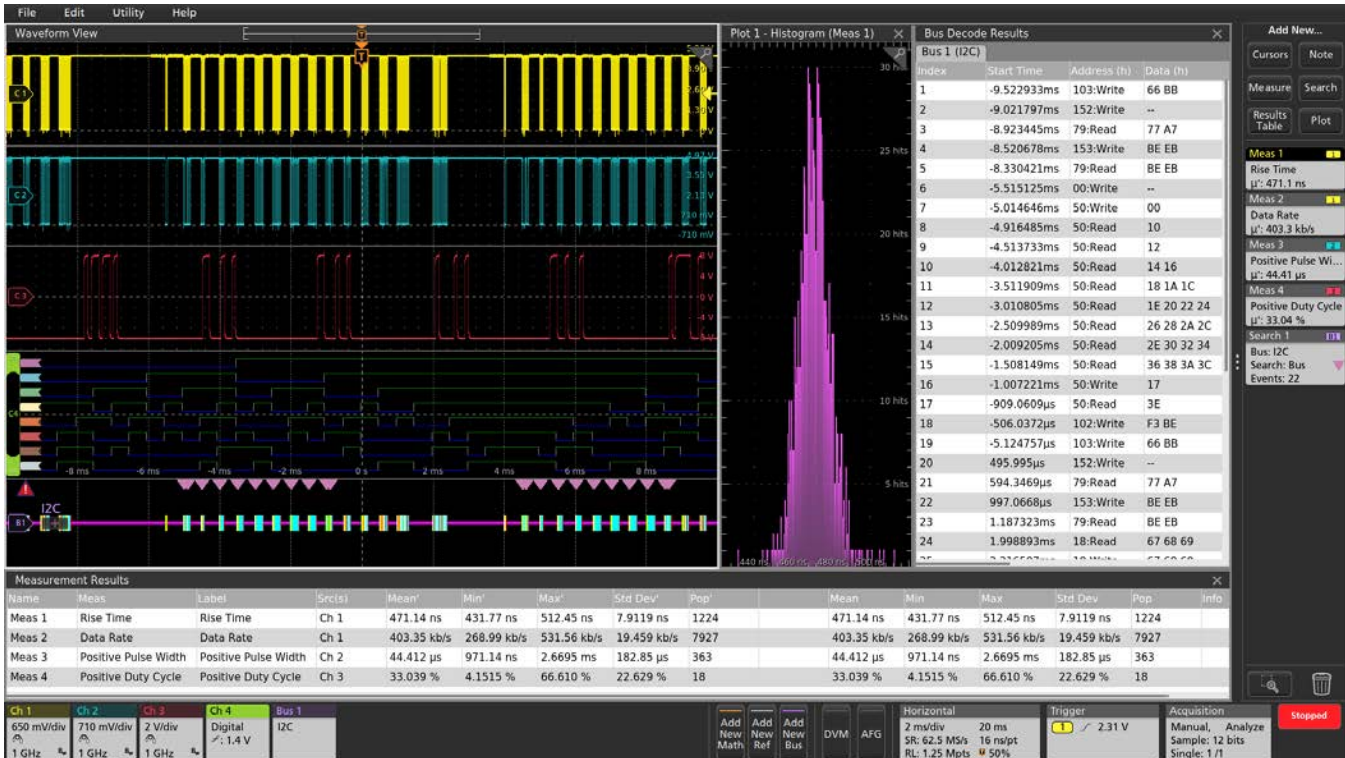 File Edit Utility Help
Waveform View
Plot 1 - Histogram (Meas 1)
Bus Decode Results
Add New...
Bus 1 (I2C)
Cursors Note
Index Start Time Address (h) Data (h)
1 -9.522933ms 103:Write 66 BB
2 -9.021797ms 152:Write --
3 -8.923445ms 79:Read 77 A7
4 -8.520678ms 153:Write BE EB
5 -8.330421ms 79:Read BE EB
6 -5.515125ms 00:Write --
7 -5.014646ms 50:Write 00
8 -4.916485ms 50:Read 10
9 -4.513733ms 50:Read 12
10 -4.012821ms 50:Read 14 16
11 -3.511909ms 50:Read 18 1A 1C
12 -3.010805ms 50:Read 1E 20 22 24
13 -2.509989ms 50:Read 26 28 2A 2C
14 -2.009205ms 50:Read 2E 30 32 34
15 -1.508149ms 50:Read 36 38 3A 3C
16 -1.007221ms 50:Write 17
17 -909.0609µs 50:Read 3E
18 -506.0372µs 102:Write F3 BE
19 -5.124757µs 103:Write 66 BB
20 495.995µs 152:Write --
21 594.3469µs 79:Read 77 A7
22 997.0668µs 153:Write BE EB
23 1.187323ms 79:Read BE EB
24 1.998893ms 18:Read 67 68 69
Measure Search
Results Table Plot
Meas 1 1
Rise Time
µ': 471.1 ns
Meas 2 1
Data Rate
µ': 403.3 kb/s
Meas 3 2
Positive Pulse Wi...
µ': 44.41 µs
Meas 4 3
Positive Duty Cycle
µ': 33.04 %
Search 1 B1
Bus: I2C
Search: Bus
Events: 22
T
T
C1
C2
3.55 V
710 mV
-710 mV
C3
4 V
0 V
-4 V
-8 ms -6 ms -4 ms -2 ms 0 s 2 ms 4 ms 6 ms 8 ms
I2C
B1
30 h
25 hits
20 hits
15 hits
10 hits
5 hits
440 ns 460 ns 480 ns 500 ns
Measurement Results
Name Meas Label Src(s) Mean' Min' Max' Std Dev' Pop' Mean Min Max Std Dev Pop Info
Meas 1 Rise Time Rise Time Ch 1 471.14 ns 431.77 ns 512.45 ns 7.9119 ns 1224 471.14 ns 431.77 ns 512.45 ns 7.9119 ns 1224
Meas 2 Data Rate Data Rate Ch 1 403.35 kb/s 268.99 kb/s 531.56 kb/s 19.459 kb/s 7927 403.35 kb/s 268.99 kb/s 531.56 kb/s 19.459 kb/s 7927
Meas 3 Positive Pulse Width Positive Pulse Width Ch 2 44.412 µs 971.14 ns 2.6695 ms 182.85 µs 363 44.412 µs 971.14 ns 2.6695 ms 182.85 µs 363
Meas 4 Positive Duty Cycle Positive Duty Cycle Ch 3 33.039 % 4.1515 % 66.610 % 22.629 % 18 33.039 % 4.1515 % 66.610 % 22.629 % 18
Ch 1
650 mV/div
1 GHz
Ch 2
710 mV/div
1 GHz
Ch 3
2 V/div
1 GHz
Ch 4
Digital
: 1.4 V
Bus 1
I2C
Add New Math
Add New Ref
Add New Bus
DVM
AFG
Horizontal
2 ms/div 20 ms
SR: 62.5 MS/s 16 ns/pt
RL: 1.25 Mpts 50%
Trigger
1 2.31 V
Acquisition
Manual, Analyze
Sample: 12 bits
Single: 1 /1
Stopped